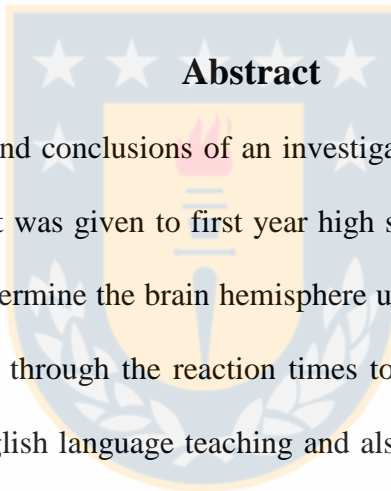 Abstract
nd conclusions of an investiga
t was given to first year high s
ermine the brain hemisphere u
through the reaction times to
glish language teaching and als